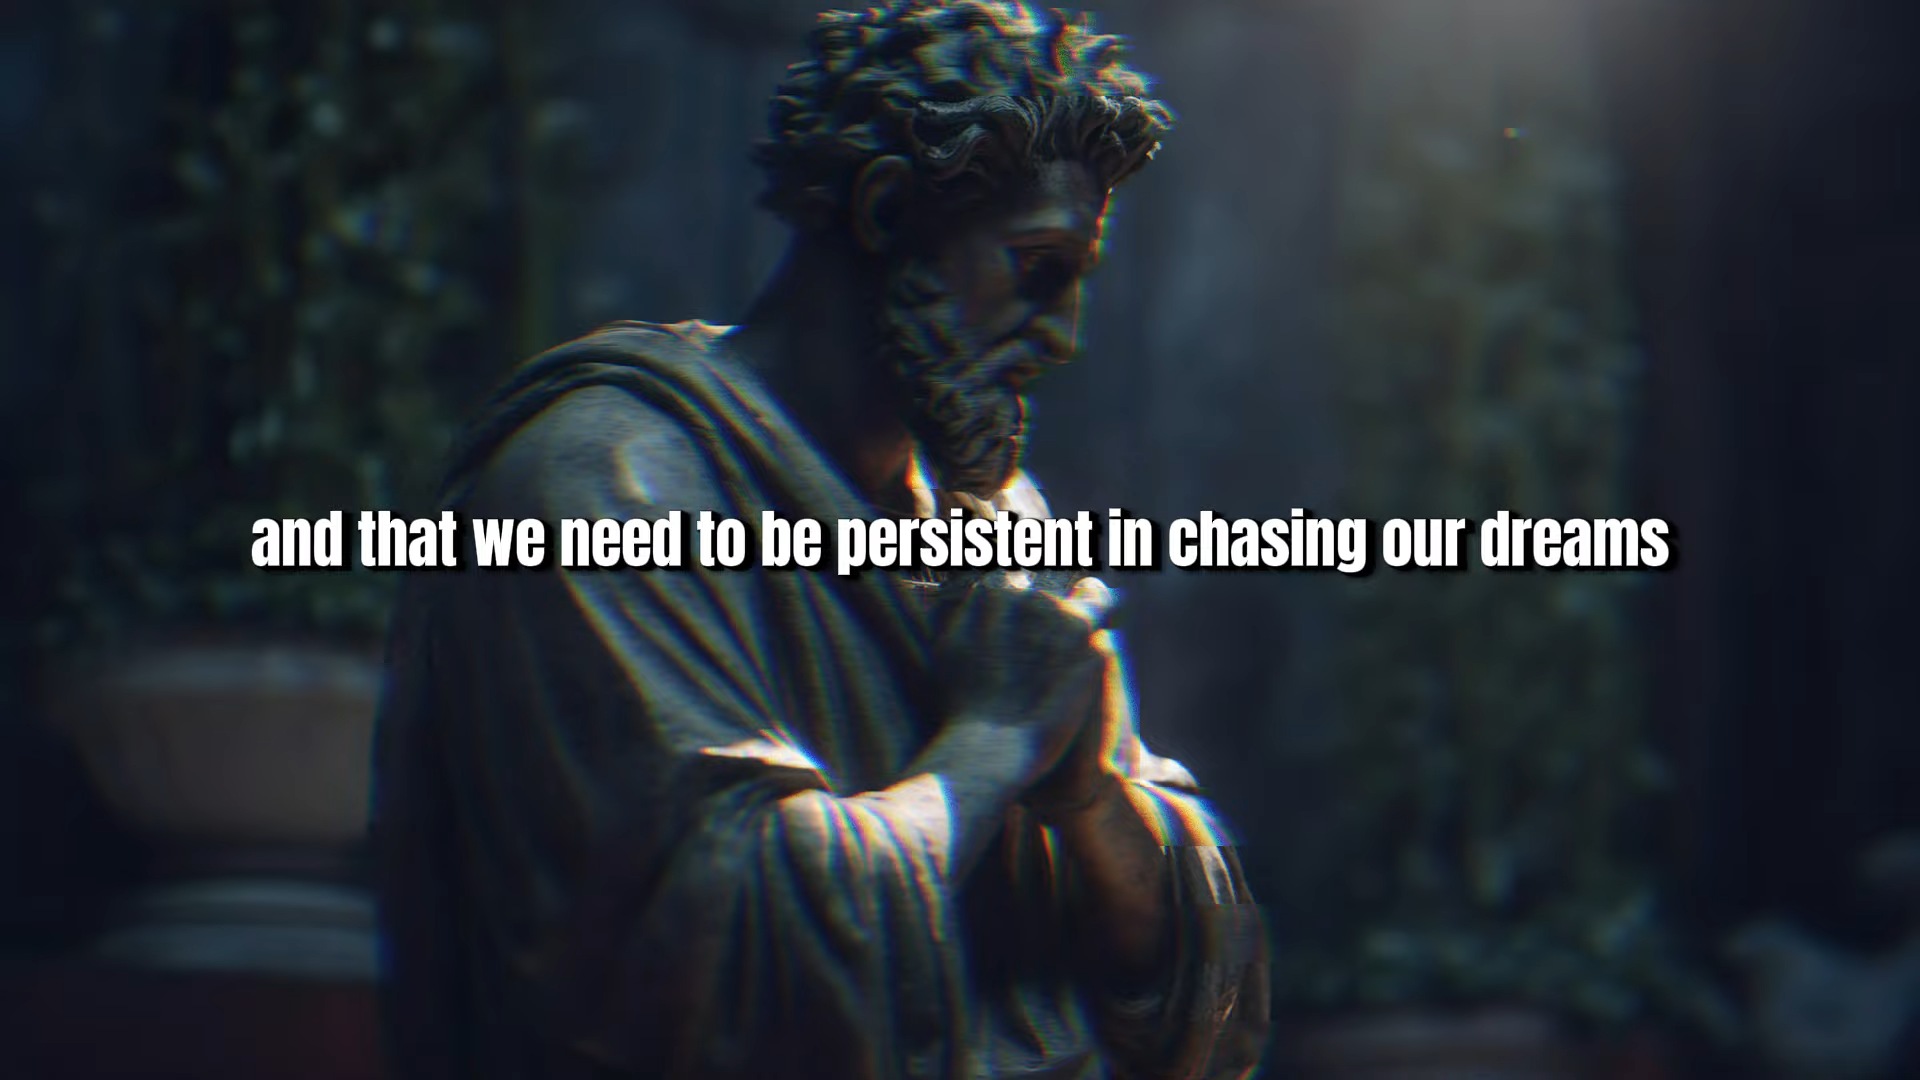 and that we need to be persistent in chasing our dreams